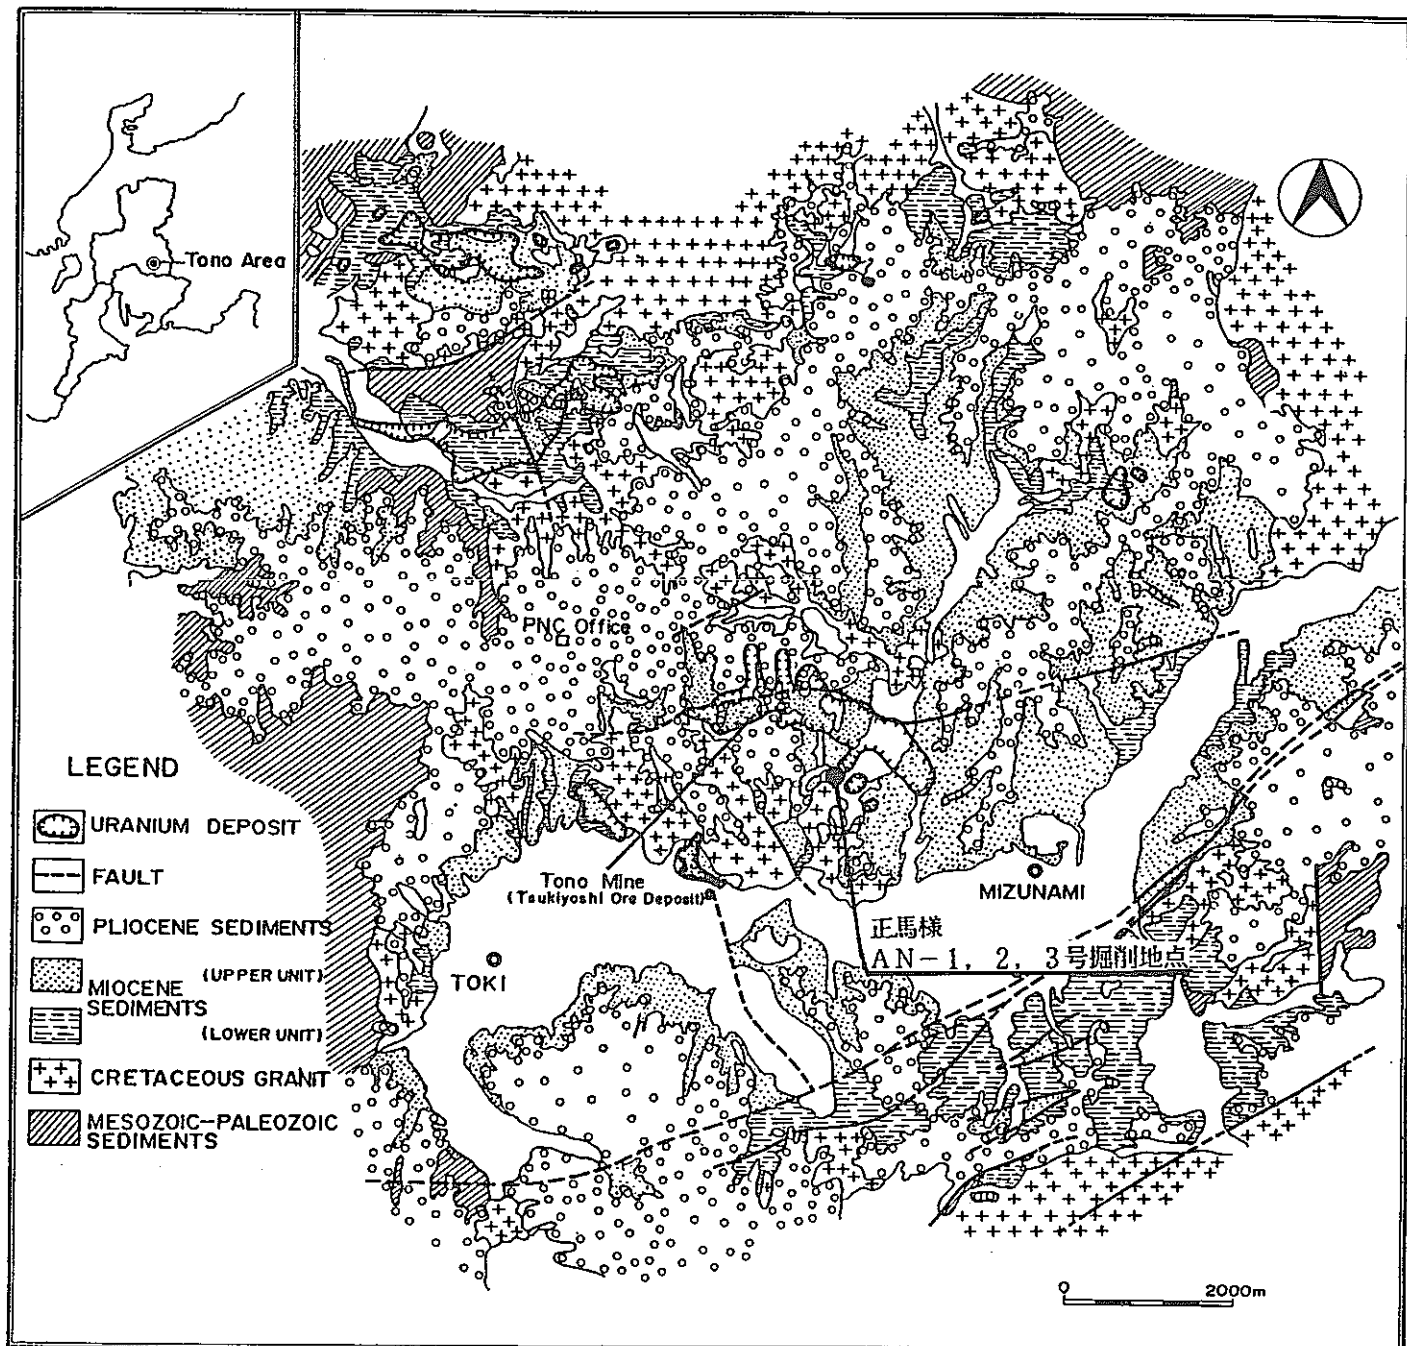 Tono Area
PNC Office
LEGEND
URANIUM DEPOSIT
FAULT
PLIOCENE SEDIMENTS
MIOCENE (UPPER UNIT)
SEDIMENTS
(LOWER UNIT)
CRETACEOUS GRANIT
MESOZOIC-PALEOZOIC
SEDIMENTS
Tono Mine
(Tsukiyoshi Ore Deposit)
MIZUNAMI
正馬様
AN-1, 2, 3号掘削地点
TOKI
0 2000m